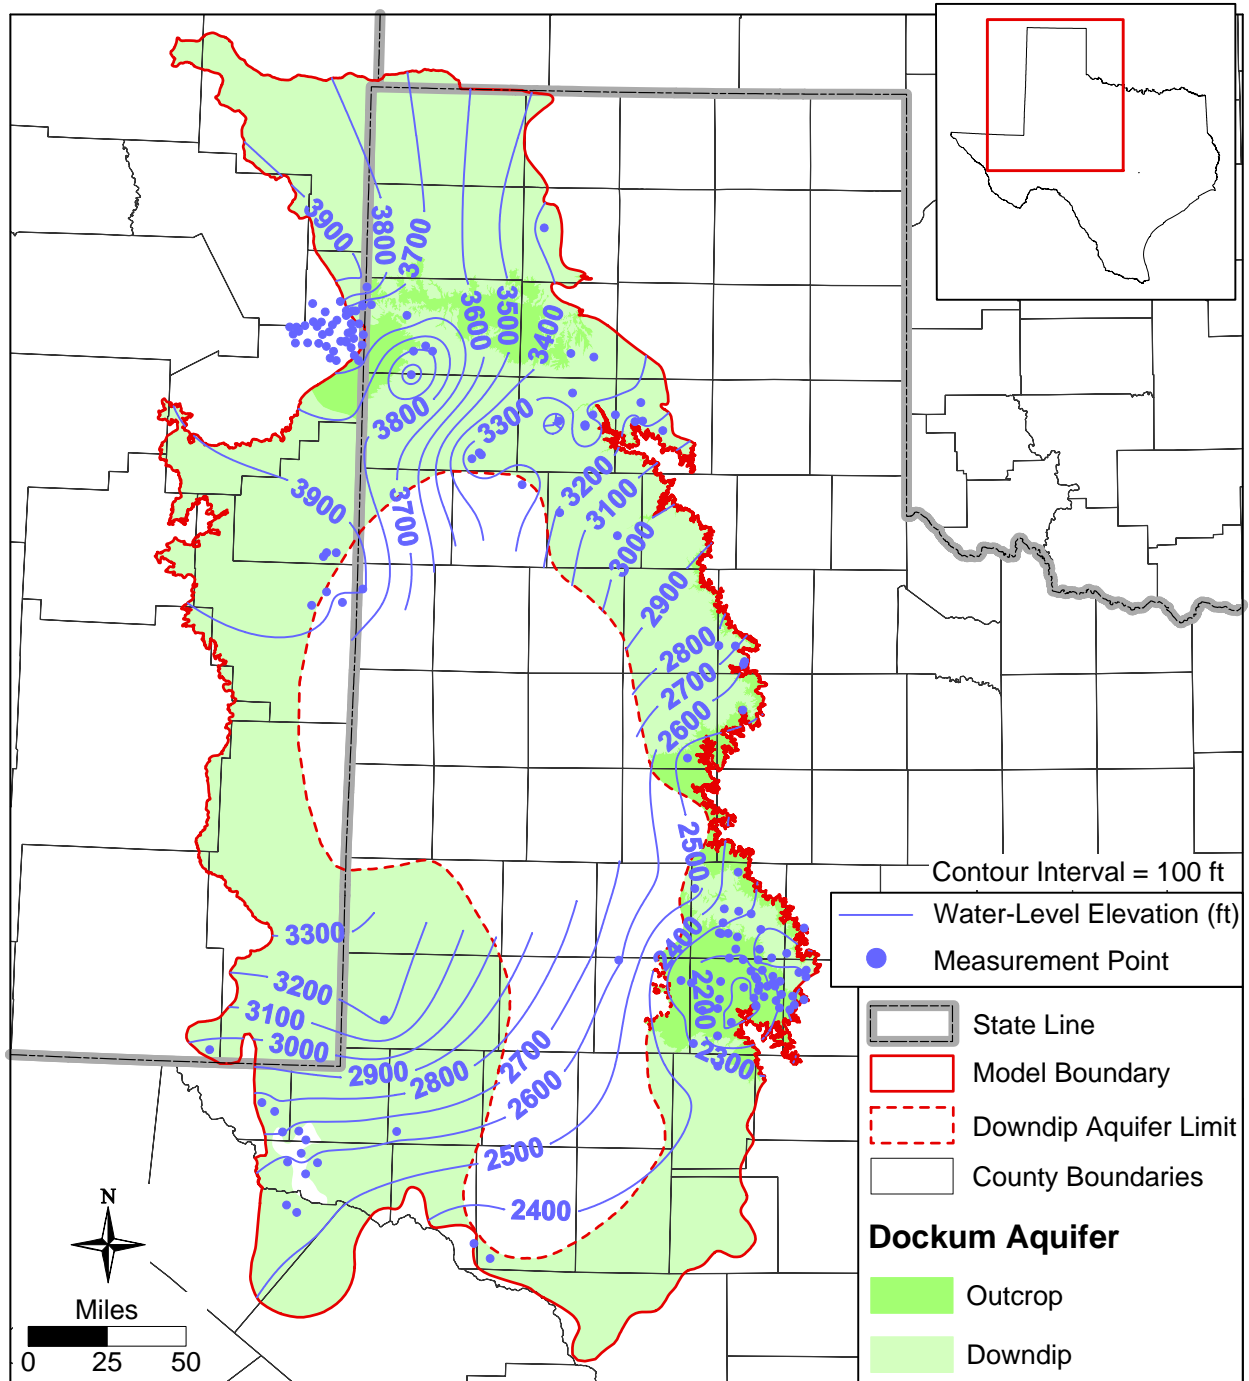 3900
3800
3700
3600
3500
3400
3800
3300
3900
3700
3200
3100
3000
2900
2800
2700
2600
2500
2400
2200
2300
3300
3200
3100
3000
2900
2800
2700
2600
2500
2400
Contour Interval = 100 ft
Water-Level Elevation (ft)
Measurement Point
State Line
Model Boundary
Downdip Aquifer Limit
County Boundaries
Dockum Aquifer
Outcrop
Downdip
N
Miles
0 25 50